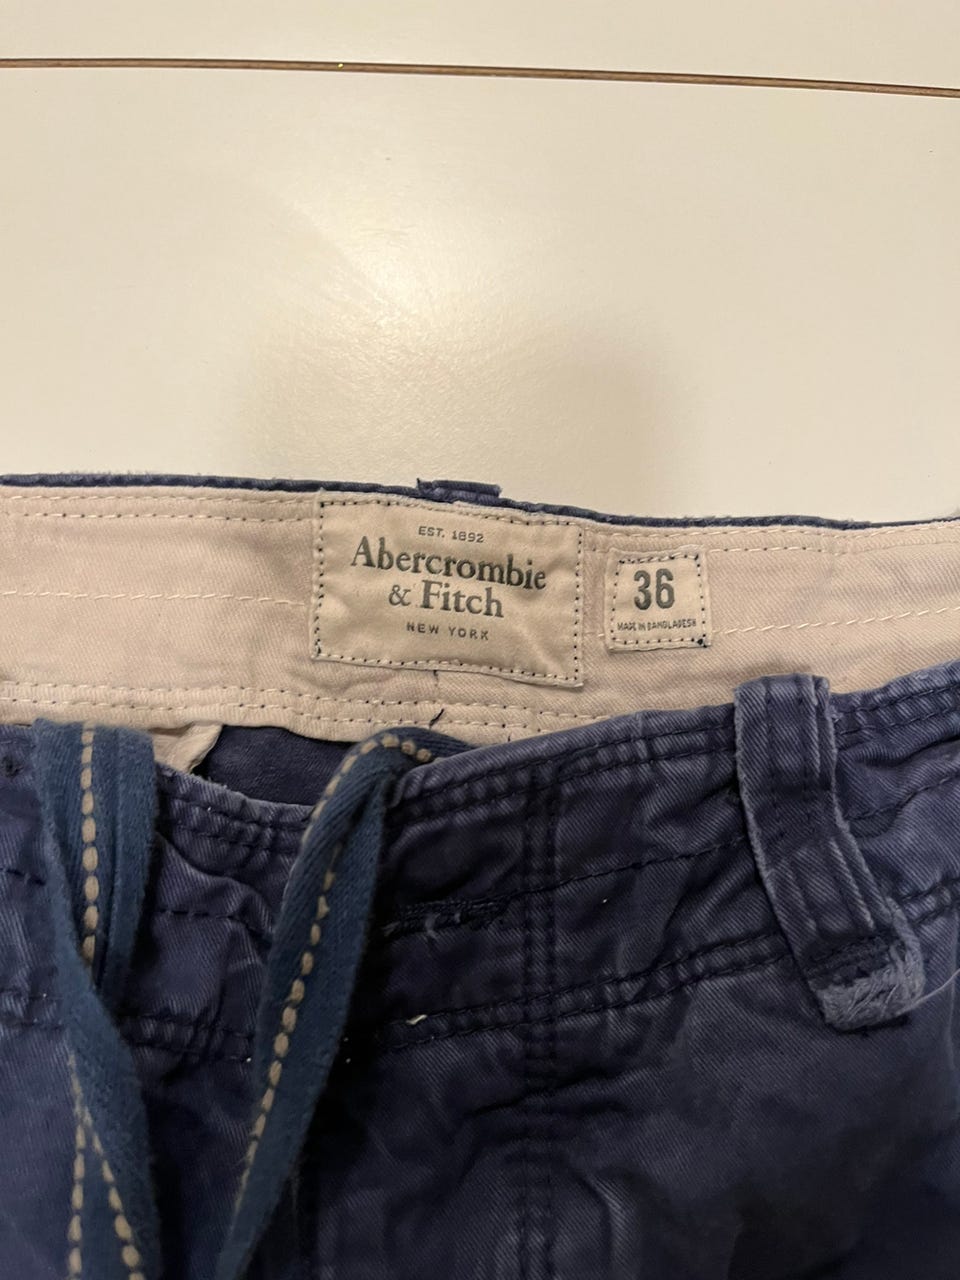 EST. 1892
Abercrombie
& Fitch
NEW YORK
36
MADE IN BANGLADESH